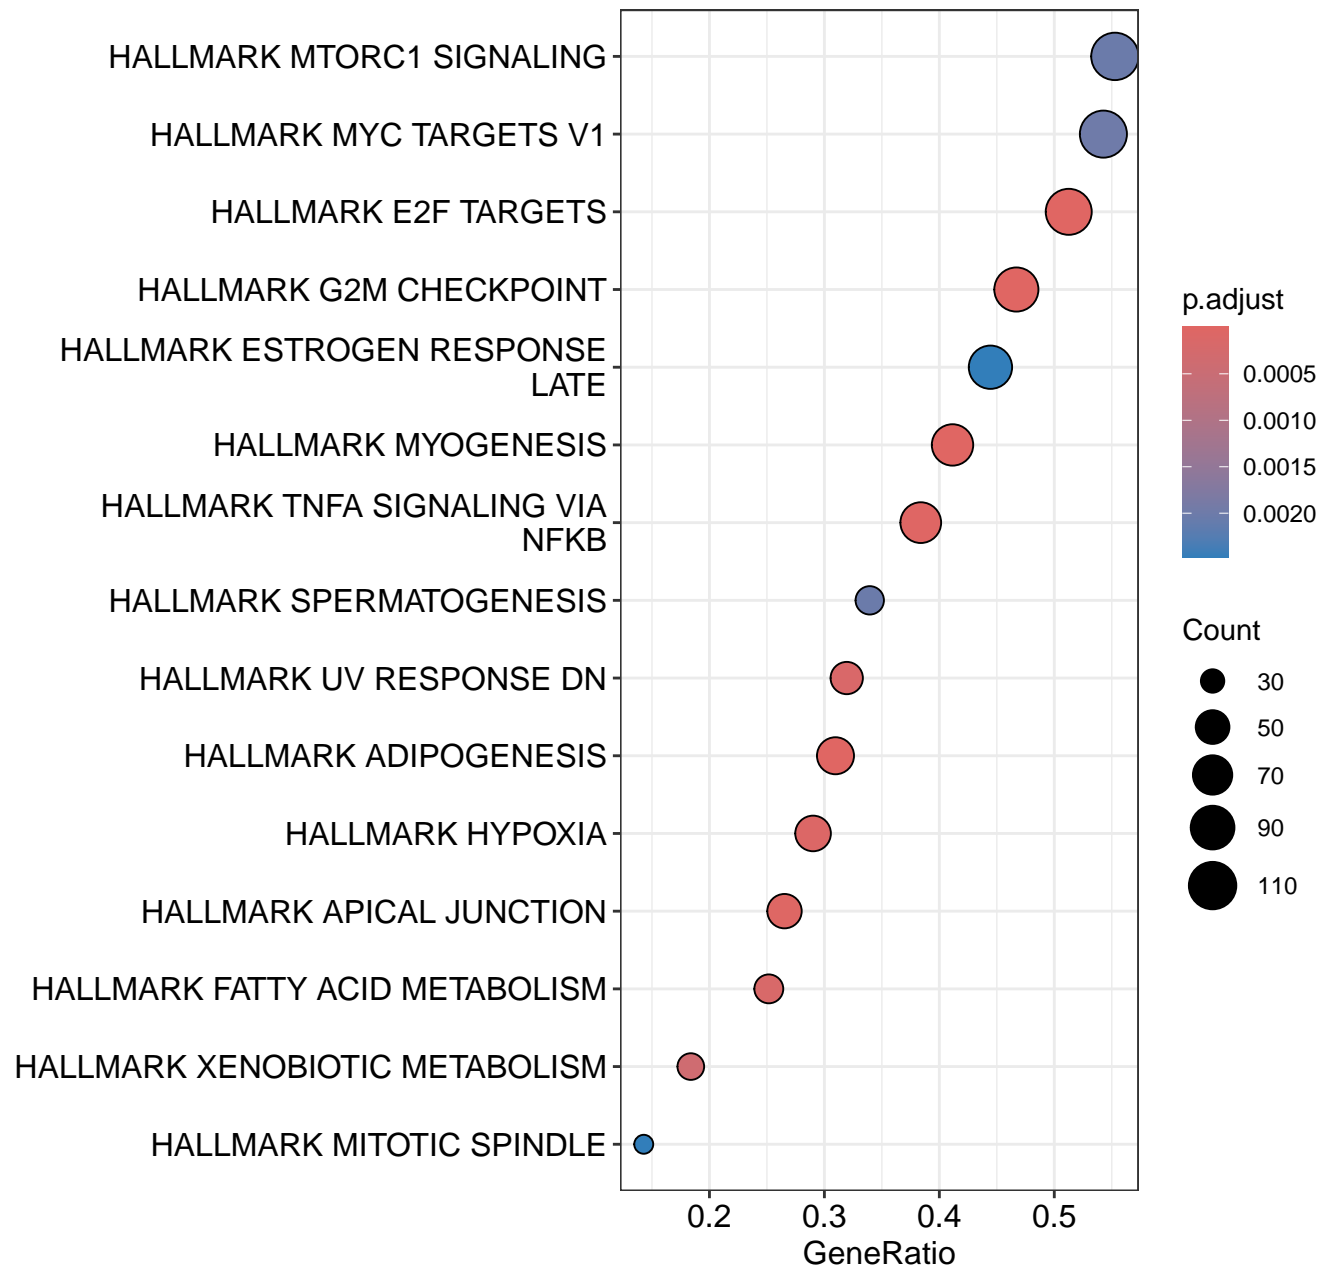 HALLMARK MTORC1 SIGNALING
HALLMARK MYC TARGETS V1
HALLMARK E2F TARGETS
HALLMARK G2M CHECKPOINT
HALLMARK ESTROGEN RESPONSE
LATE
HALLMARK MYOGENESIS
HALLMARK TNFA SIGNALING VIA
NFKB
HALLMARK SPERMATOGENESIS
HALLMARK UV RESPONSE DN
HALLMARK ADIPOGENESIS
HALLMARK HYPOXIA
HALLMARK APICAL JUNCTION
HALLMARK FATTY ACID METABOLISM
HALLMARK XENOBIOTIC METABOLISM
HALLMARK MITOTIC SPINDLE
0.2 0.3 0.4 0.5
GeneRatio
p.adjust
0.0005
0.0010
0.0015
0.0020
Count
30
50
70
90
110